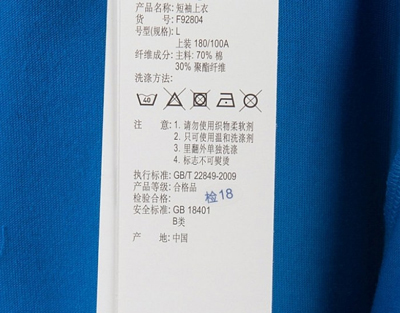 产品名称: 短袖上衣
货 号: F92804
号型(规格): L
上装 180/100A
纤维成分: 主料: 70% 棉
30% 聚酯纤维
洗涤方法:
40
注 意: 1. 请勿使用织物柔软剂
2. 只可使用温和洗涤剂
3. 里翻外单独洗涤
4. 标志不可熨烫
执行标准: GB/T 22849-2009
产品等级: 合格品
检验合格: 检18
安全标准: GB 18401
B类
产 地: 中国